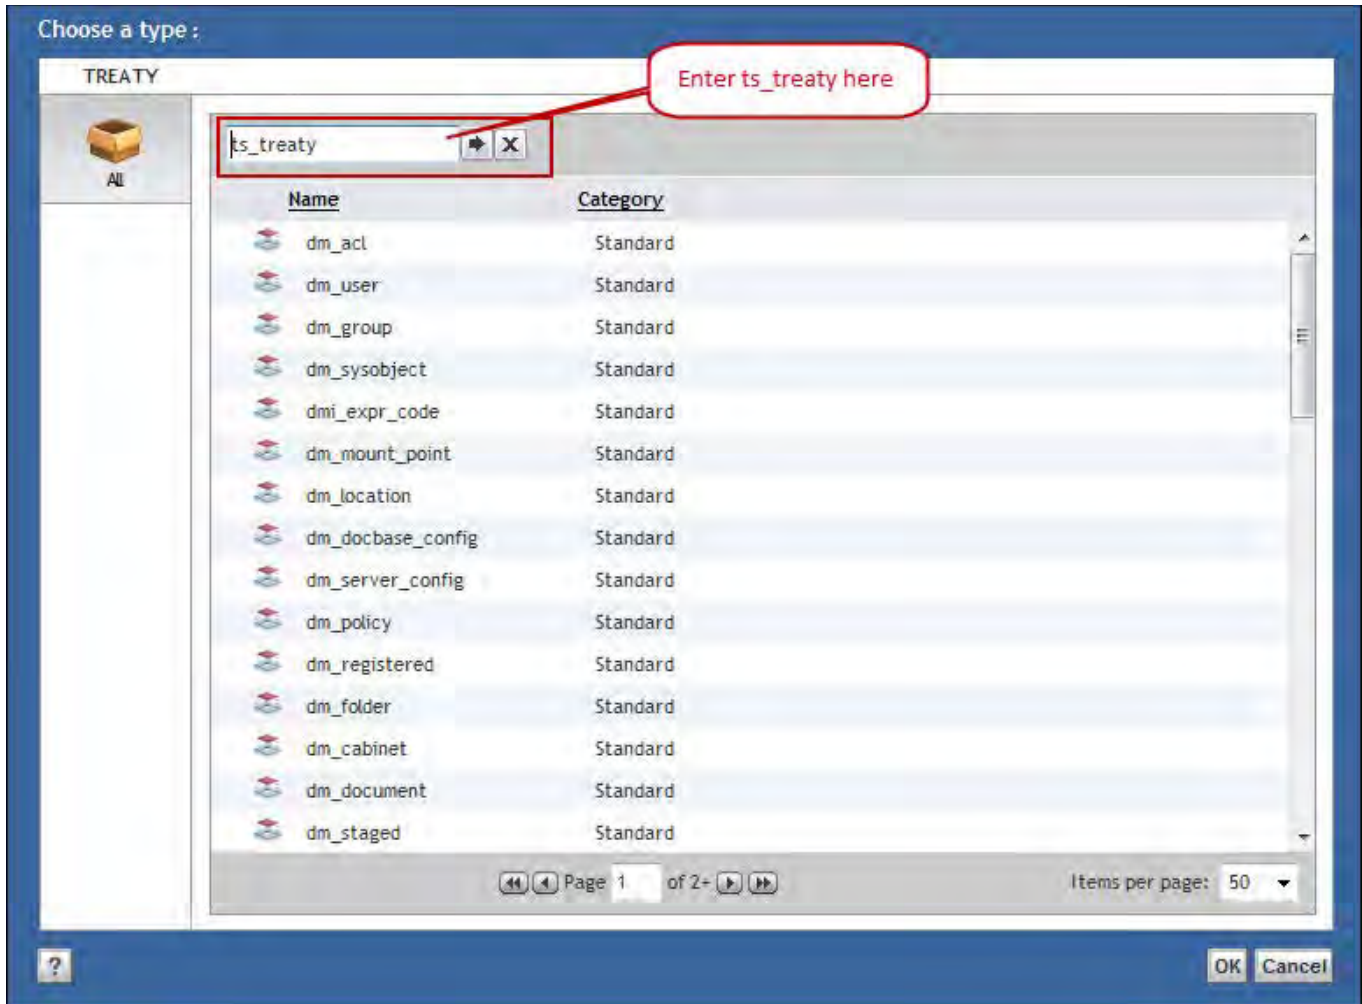 Choose a type :
TREATY
Enter ts_treaty here
ts_treaty
All
Name Category
dm_acl Standard
dm_user Standard
dm_group Standard
dm_sysobject Standard
dmi_expr_code Standard
dm_mount_point Standard
dm_location Standard
dm_docbase_config Standard
dm_server_config Standard
dm_policy Standard
dm_registered Standard
dm_folder Standard
dm_cabinet Standard
dm_document Standard
dm_staged Standard
Page 1 of 2+ Items per page: 50
? OK Cancel